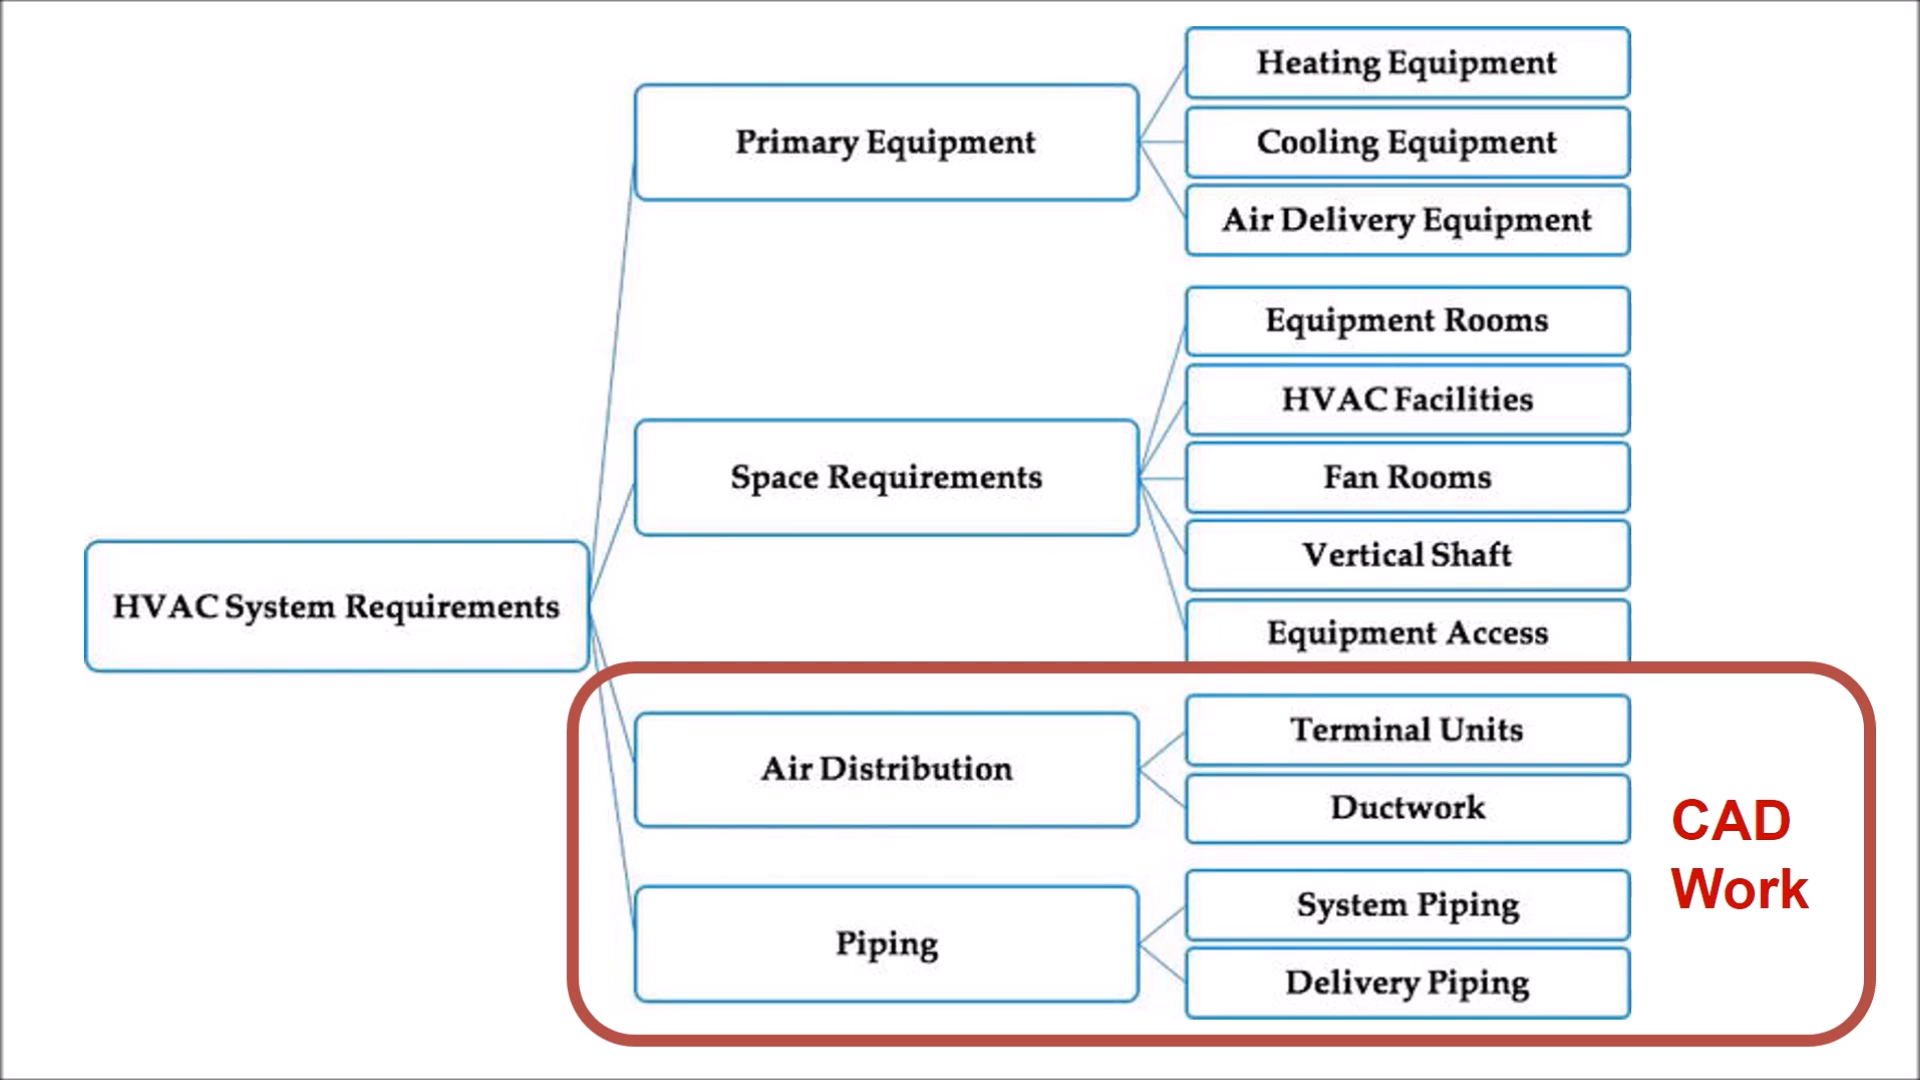 HVAC System Requirements
Primary Equipment
Heating Equipment
Cooling Equipment
Air Delivery Equipment
Space Requirements
Equipment Rooms
HVAC Facilities
Fan Rooms
Vertical Shaft
Equipment Access
Air Distribution
Terminal Units
Ductwork
Piping
System Piping
Delivery Piping
CAD
Work